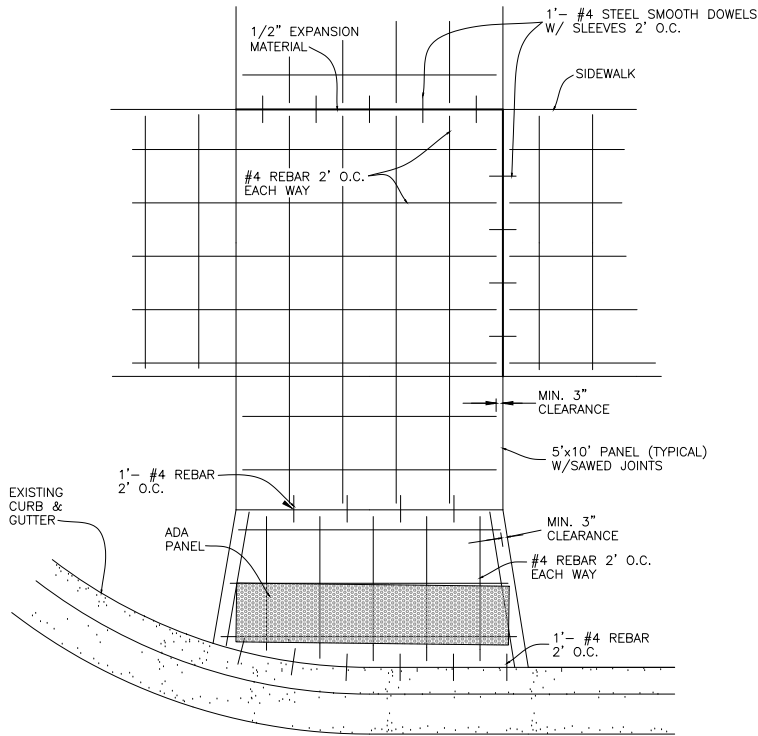 1'- #4 STEEL SMOOTH DOWELS
W/ SLEEVES 2' O.C.
1/2" EXPANSION
MATERIAL
SIDEWALK
#4 REBAR 2' O.C.
EACH WAY
MIN. 3"
CLEARANCE
5'x10' PANEL (TYPICAL)
W/SAWED JOINTS
1'- #4 REBAR
2' O.C.
EXISTING
CURB &
GUTTER
ADA
PANEL
MIN. 3"
CLEARANCE
#4 REBAR 2' O.C.
EACH WAY
1'- #4 REBAR
2' O.C.